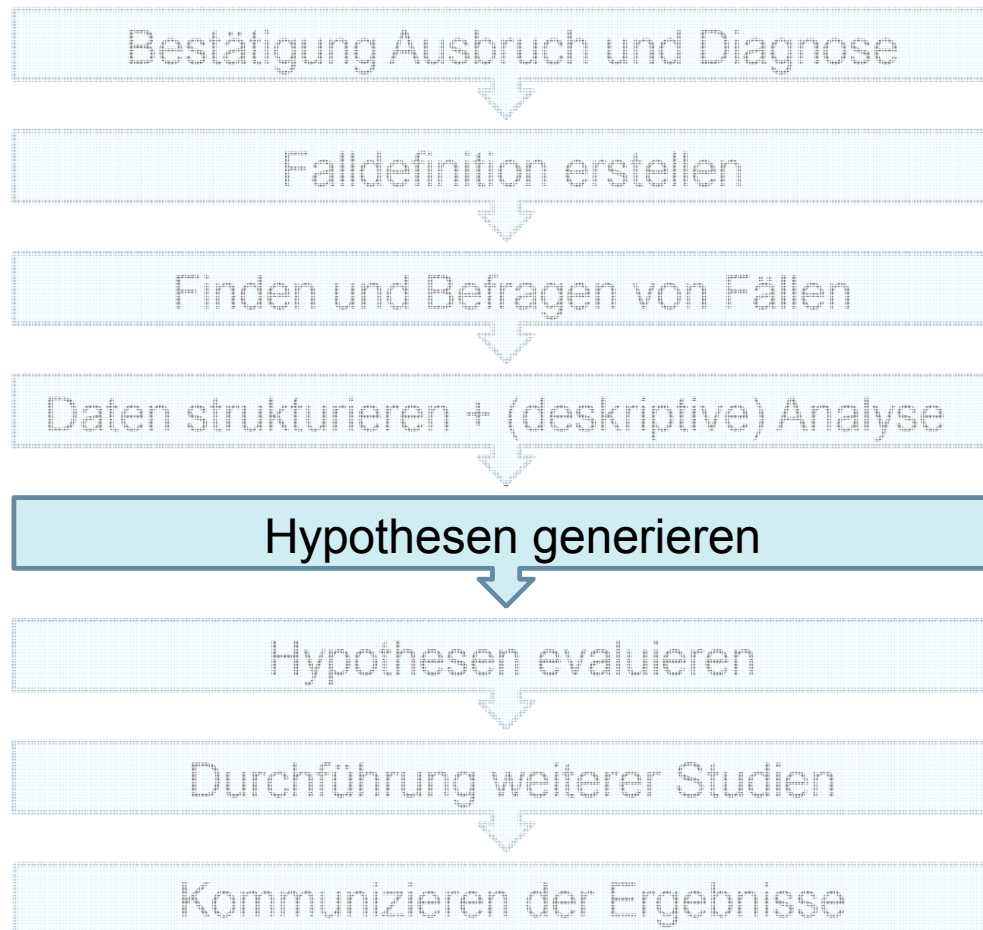 Bestätigung Ausbruch und Diagnose
Falldefinition erstellen
Finden und Befragen von Fällen
Daten strukturieren + (deskriptive) Analyse
Hypothesen generieren
Hypothesen evaluieren
Durchführung weiterer Studien
Kommunizieren der Ergebnisse